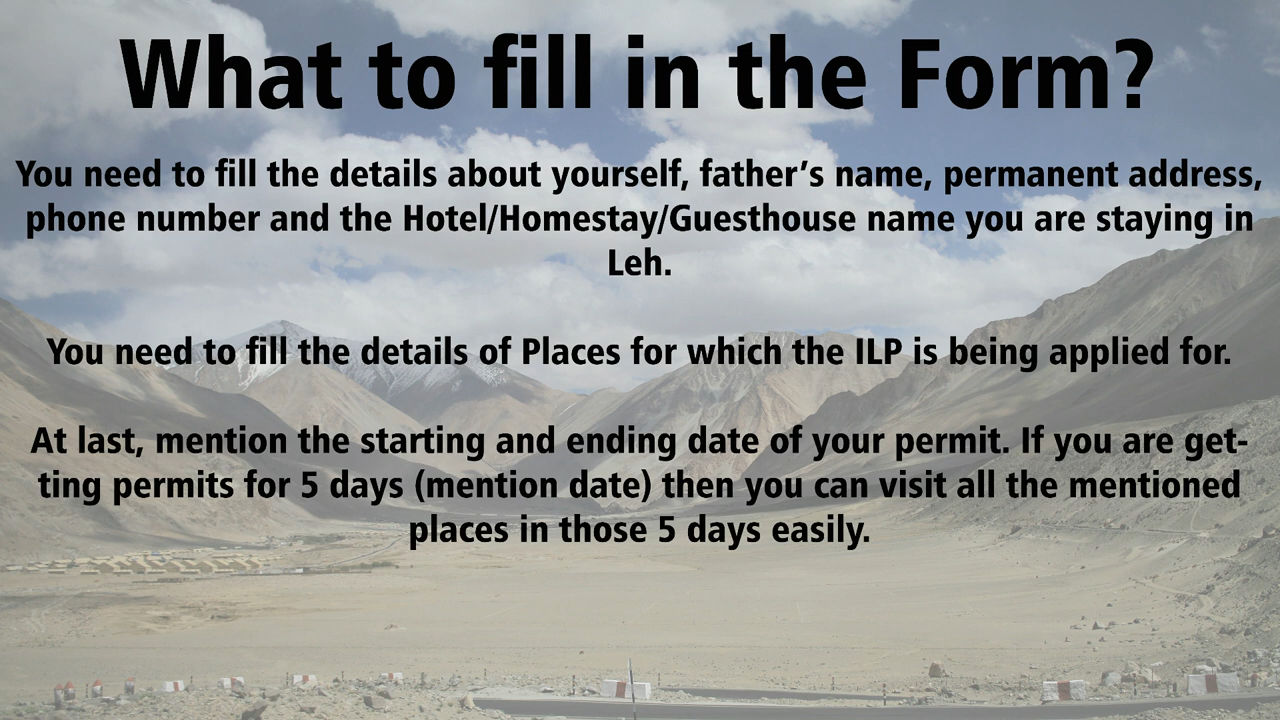 What to fill in the Form?
You need to fill the details about yourself, father’s name, permanent address,
phone number and the Hotel/Homestay/Guesthouse name you are staying in
Leh.
You need to fill the details of Places for which the ILP is being applied for.
At last, mention the starting and ending date of your permit. If you are get-
ting permits for 5 days (mention date) then you can visit all the mentioned
places in those 5 days easily.